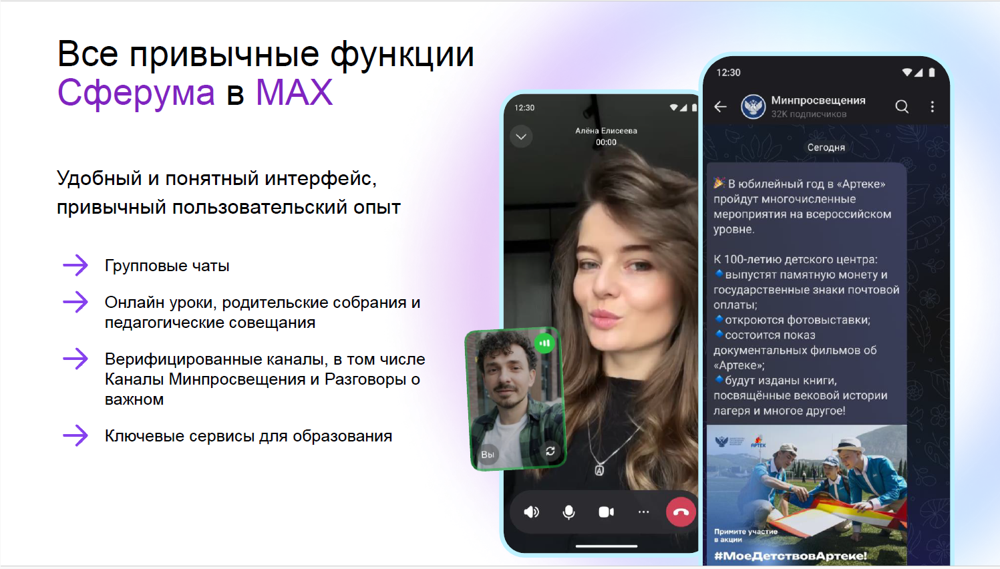 Все привычные функции
Сферума в MAX
Удобный и понятный интерфейс,
привычный пользовательский опыт
Групповые чаты
Онлайн уроки, родительские собрания и
педагогические совещания
Верифицированные каналы, в том числе
Каналы Минпросвещения и Разговоры о
важном
Ключевые сервисы для образования
12:30
Алёна Елисеева
00:00
Вы
A
12:30
Минпросвещения
32K подписчиков
Сегодня
🎉 В юбилейный год в «Артеке»
пройдут многочисленные
мероприятия на всероссийском
уровне.
К 100-летию детского центра:
🔹выпустят памятную монету и
государственные знаки почтовой
оплаты;
🔹откроются фотовыставки;
🔹состоится показ
документальных фильмов об
«Артеке»;
🔹будут изданы книги,
посвящённые вековой истории
лагеря и многое другое!
АРТЕК
Примите участие
в акции
#МоеДетствовАртеке!